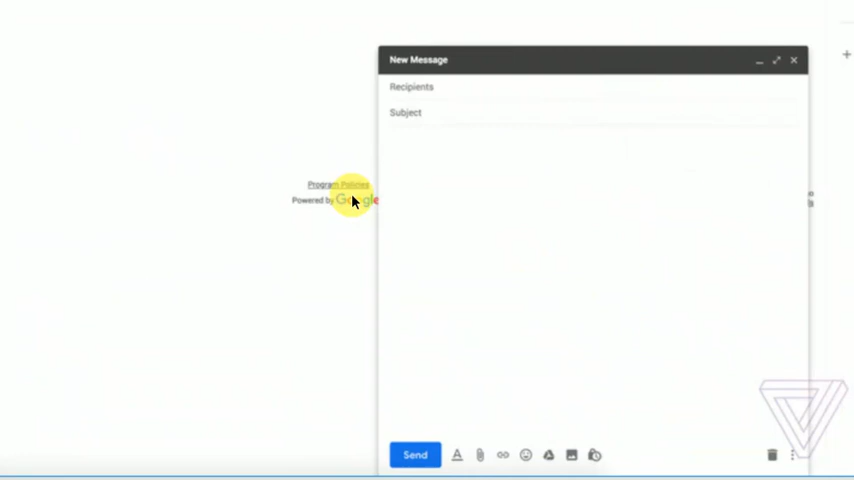 New Message
Recipients
Subject
Program Policies
Powered by Google
Send